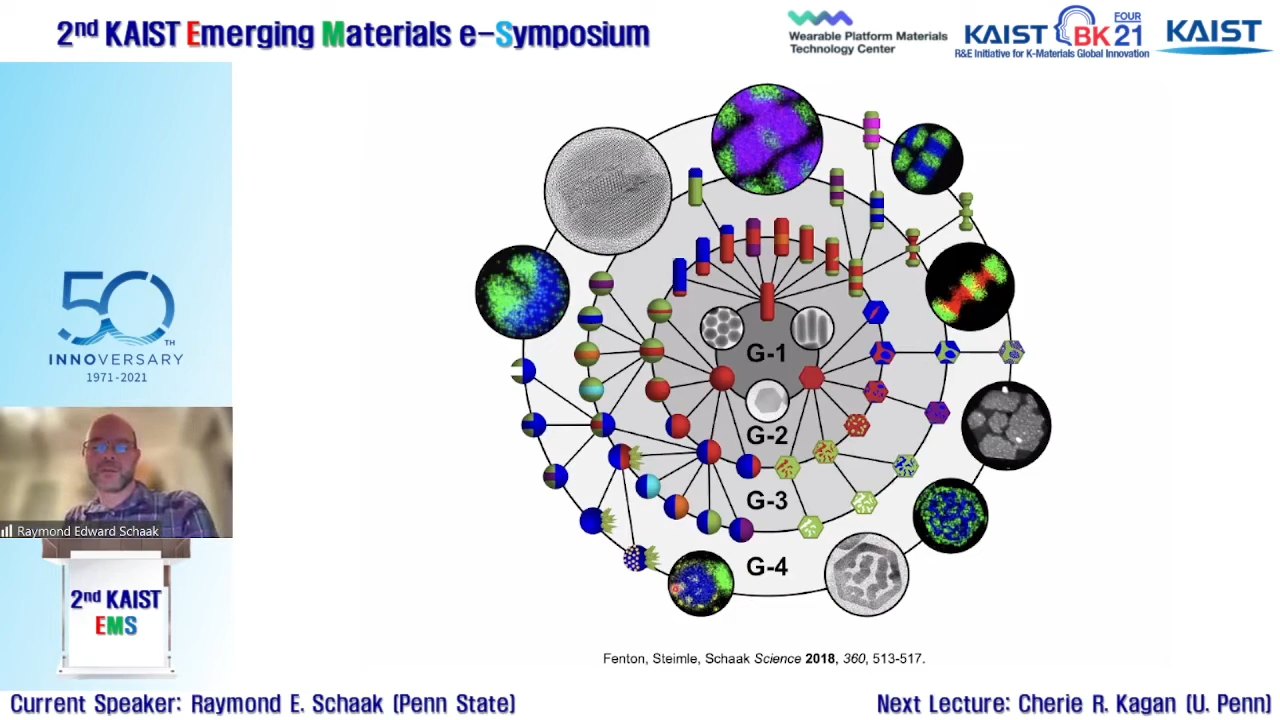 2nd KAIST Emerging Materials e-Symposium
Wearable Platform Materials
Technology Center
KAIST BK FOUR 21
R&E Initiative for K-Materials Global Innovation
KAIST
50 TH
INNOVERSARY
1971-2021
G-1
G-2
G-3
G-4
Raymond Edward Schaak
2nd KAIST
EMS
Fenton, Steimle, Schaak Science 2018, 360, 513-517.
Current Speaker: Raymond E. Schaak (Penn State)
Next Lecture: Cherie R. Kagan (U. Penn)